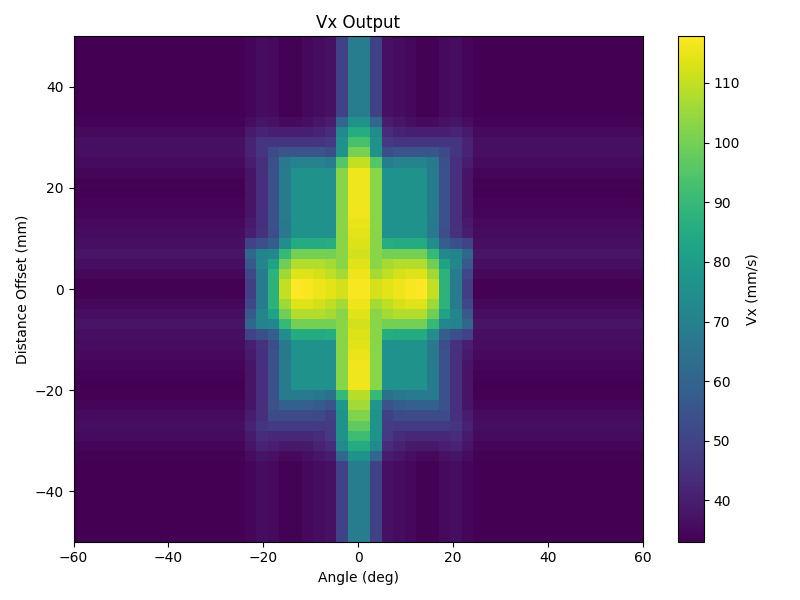 Vx Output
Distance Offset (mm)
40
20
0
−20
−40
−60 −40 −20 0 20 40 60
Angle (deg)
110
100
90
80
70
60
50
40
Vx (mm/s)